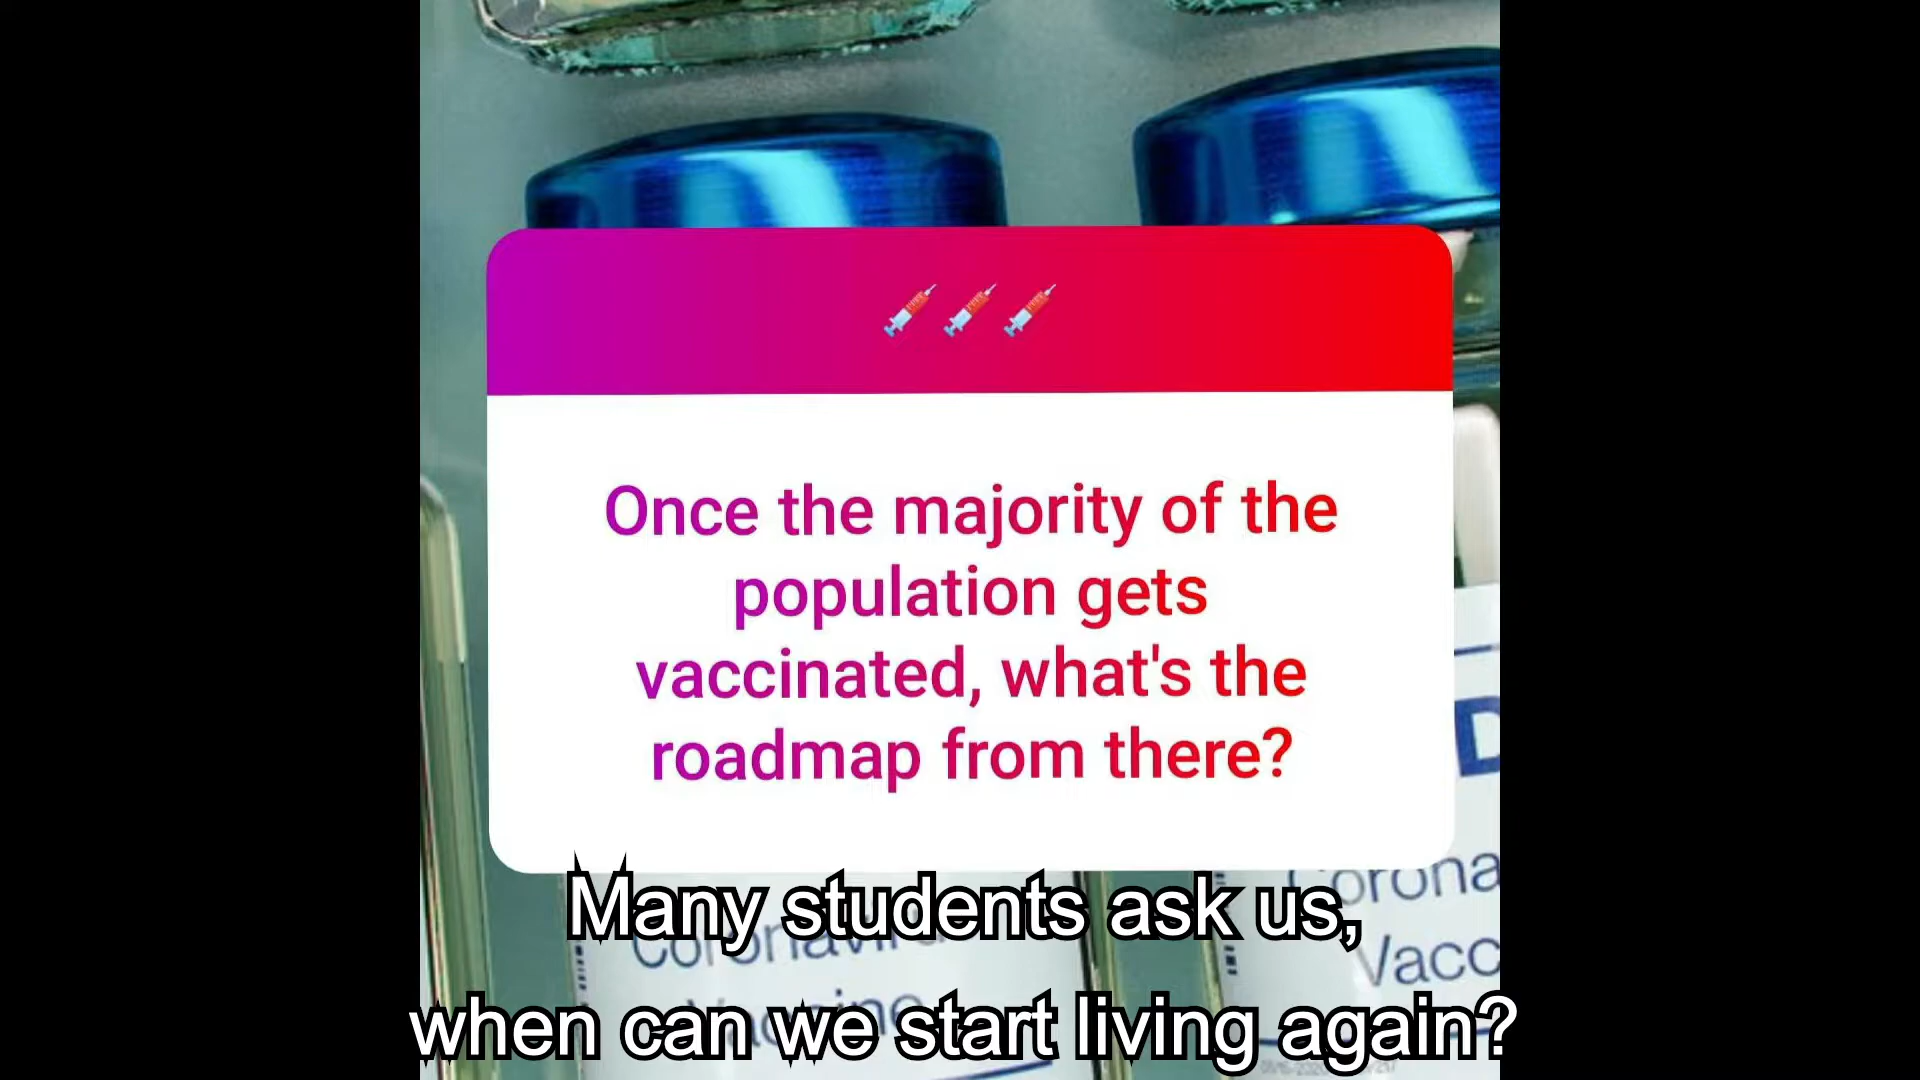 Once the majority of the
population gets
vaccinated, what's the
roadmap from there?
Many students ask us,
when can we start living again?
Vacc